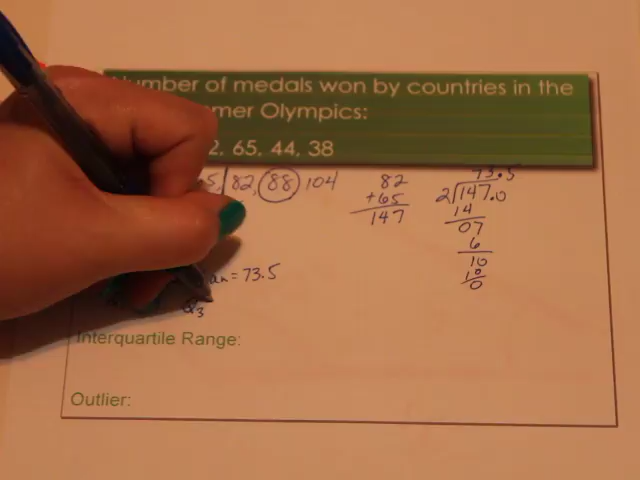 Number of medals won by countries in the
mer Olympics:
2, 65, 44, 38
5, 82, 88 104
82
+65
147
73.5
2 147.0
14
07
6
10
10
0
an = 73.5
Q3
Interquartile Range:
Outlier: